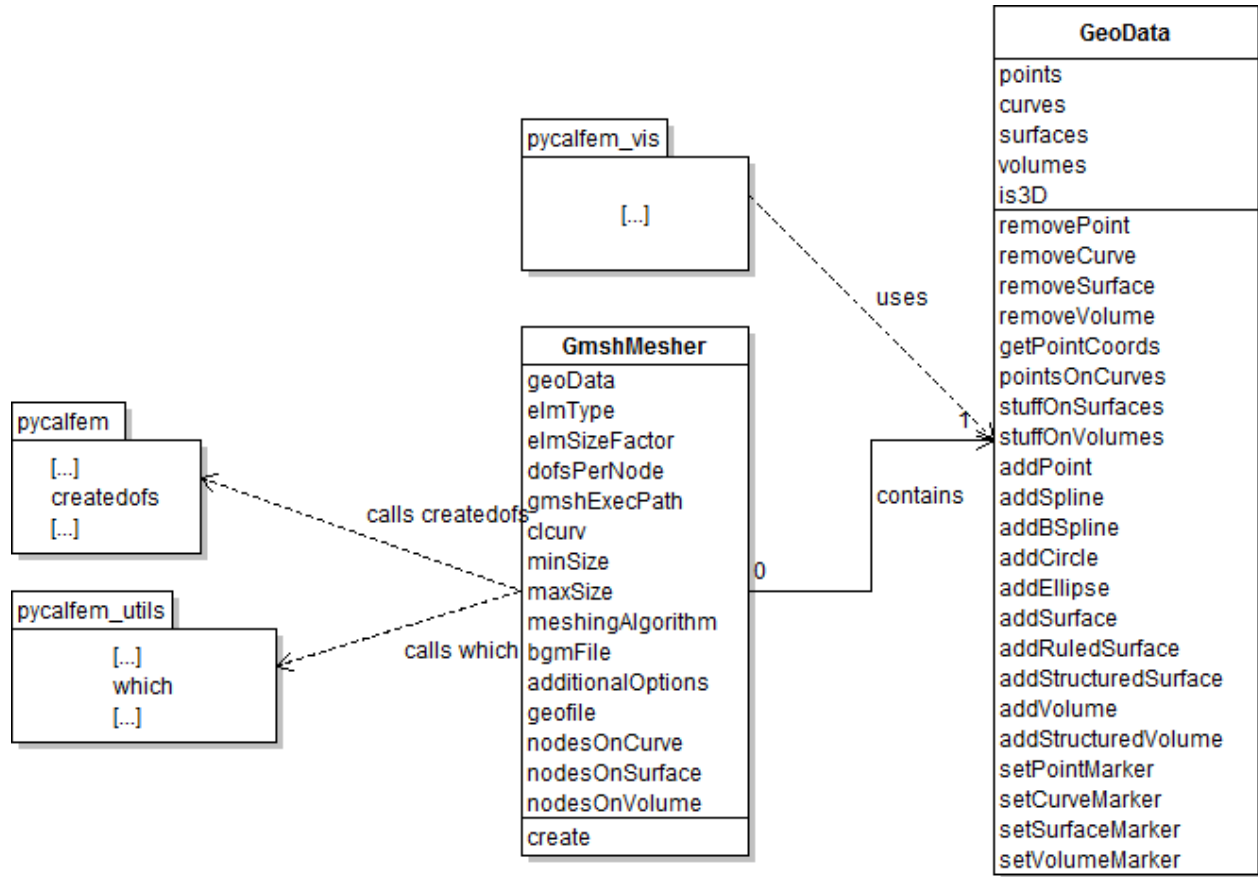 GeoData
points
curves
surfaces
volumes
is3D
removePoint
removeCurve
removeSurface
removeVolume
getPointCoords
pointsOnCurves
stuffOnSurfaces
stuffOnVolumes
addPoint
addSpline
addBSpline
addCircle
addEllipse
addSurface
addRuledSurface
addStructuredSurface
addVolume
addStructuredVolume
setPointMarker
setCurveMarker
setSurfaceMarker
setVolumeMarker
pycalfem_vis
[...]
uses
1
contains
0
GmshMesher
geoData
elmType
elmSizeFactor
dofsPerNode
gmshExecPath
clcurv
minSize
maxSize
meshingAlgorithm
bgmFile
additionalOptions
geofile
nodesOnCurve
nodesOnSurface
nodesOnVolume
create
pycalfem
[...]
createdofs
[...]
calls createdofs
pycalfem_utils
[...]
which
[...]
calls which